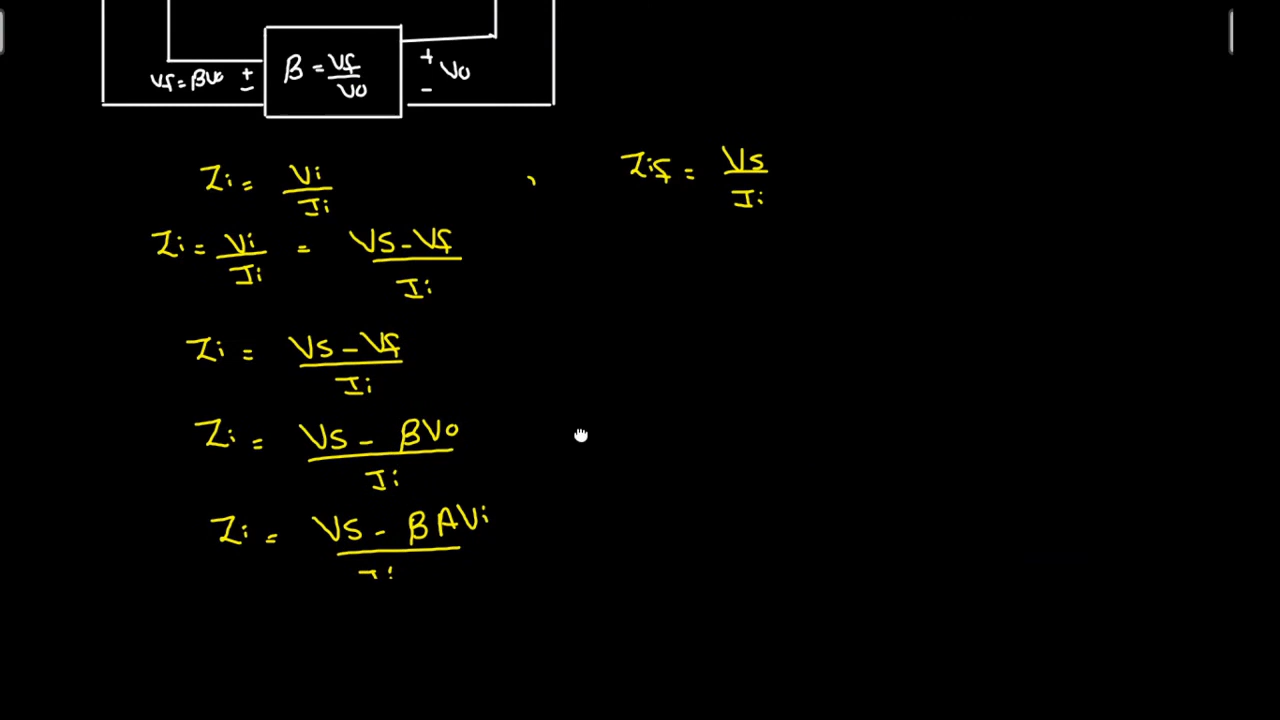 Vf = βVo + - β = Vf/Vo + - Vo
Zi = Vi/Ii , Zif = Vs/Ii
Zi = Vi/Ii = Vs - Vf/Ii
Zi = Vs - Vf/Ii
Zi = Vs - βVo/Ii
Zi = Vs - βAVi/Ii